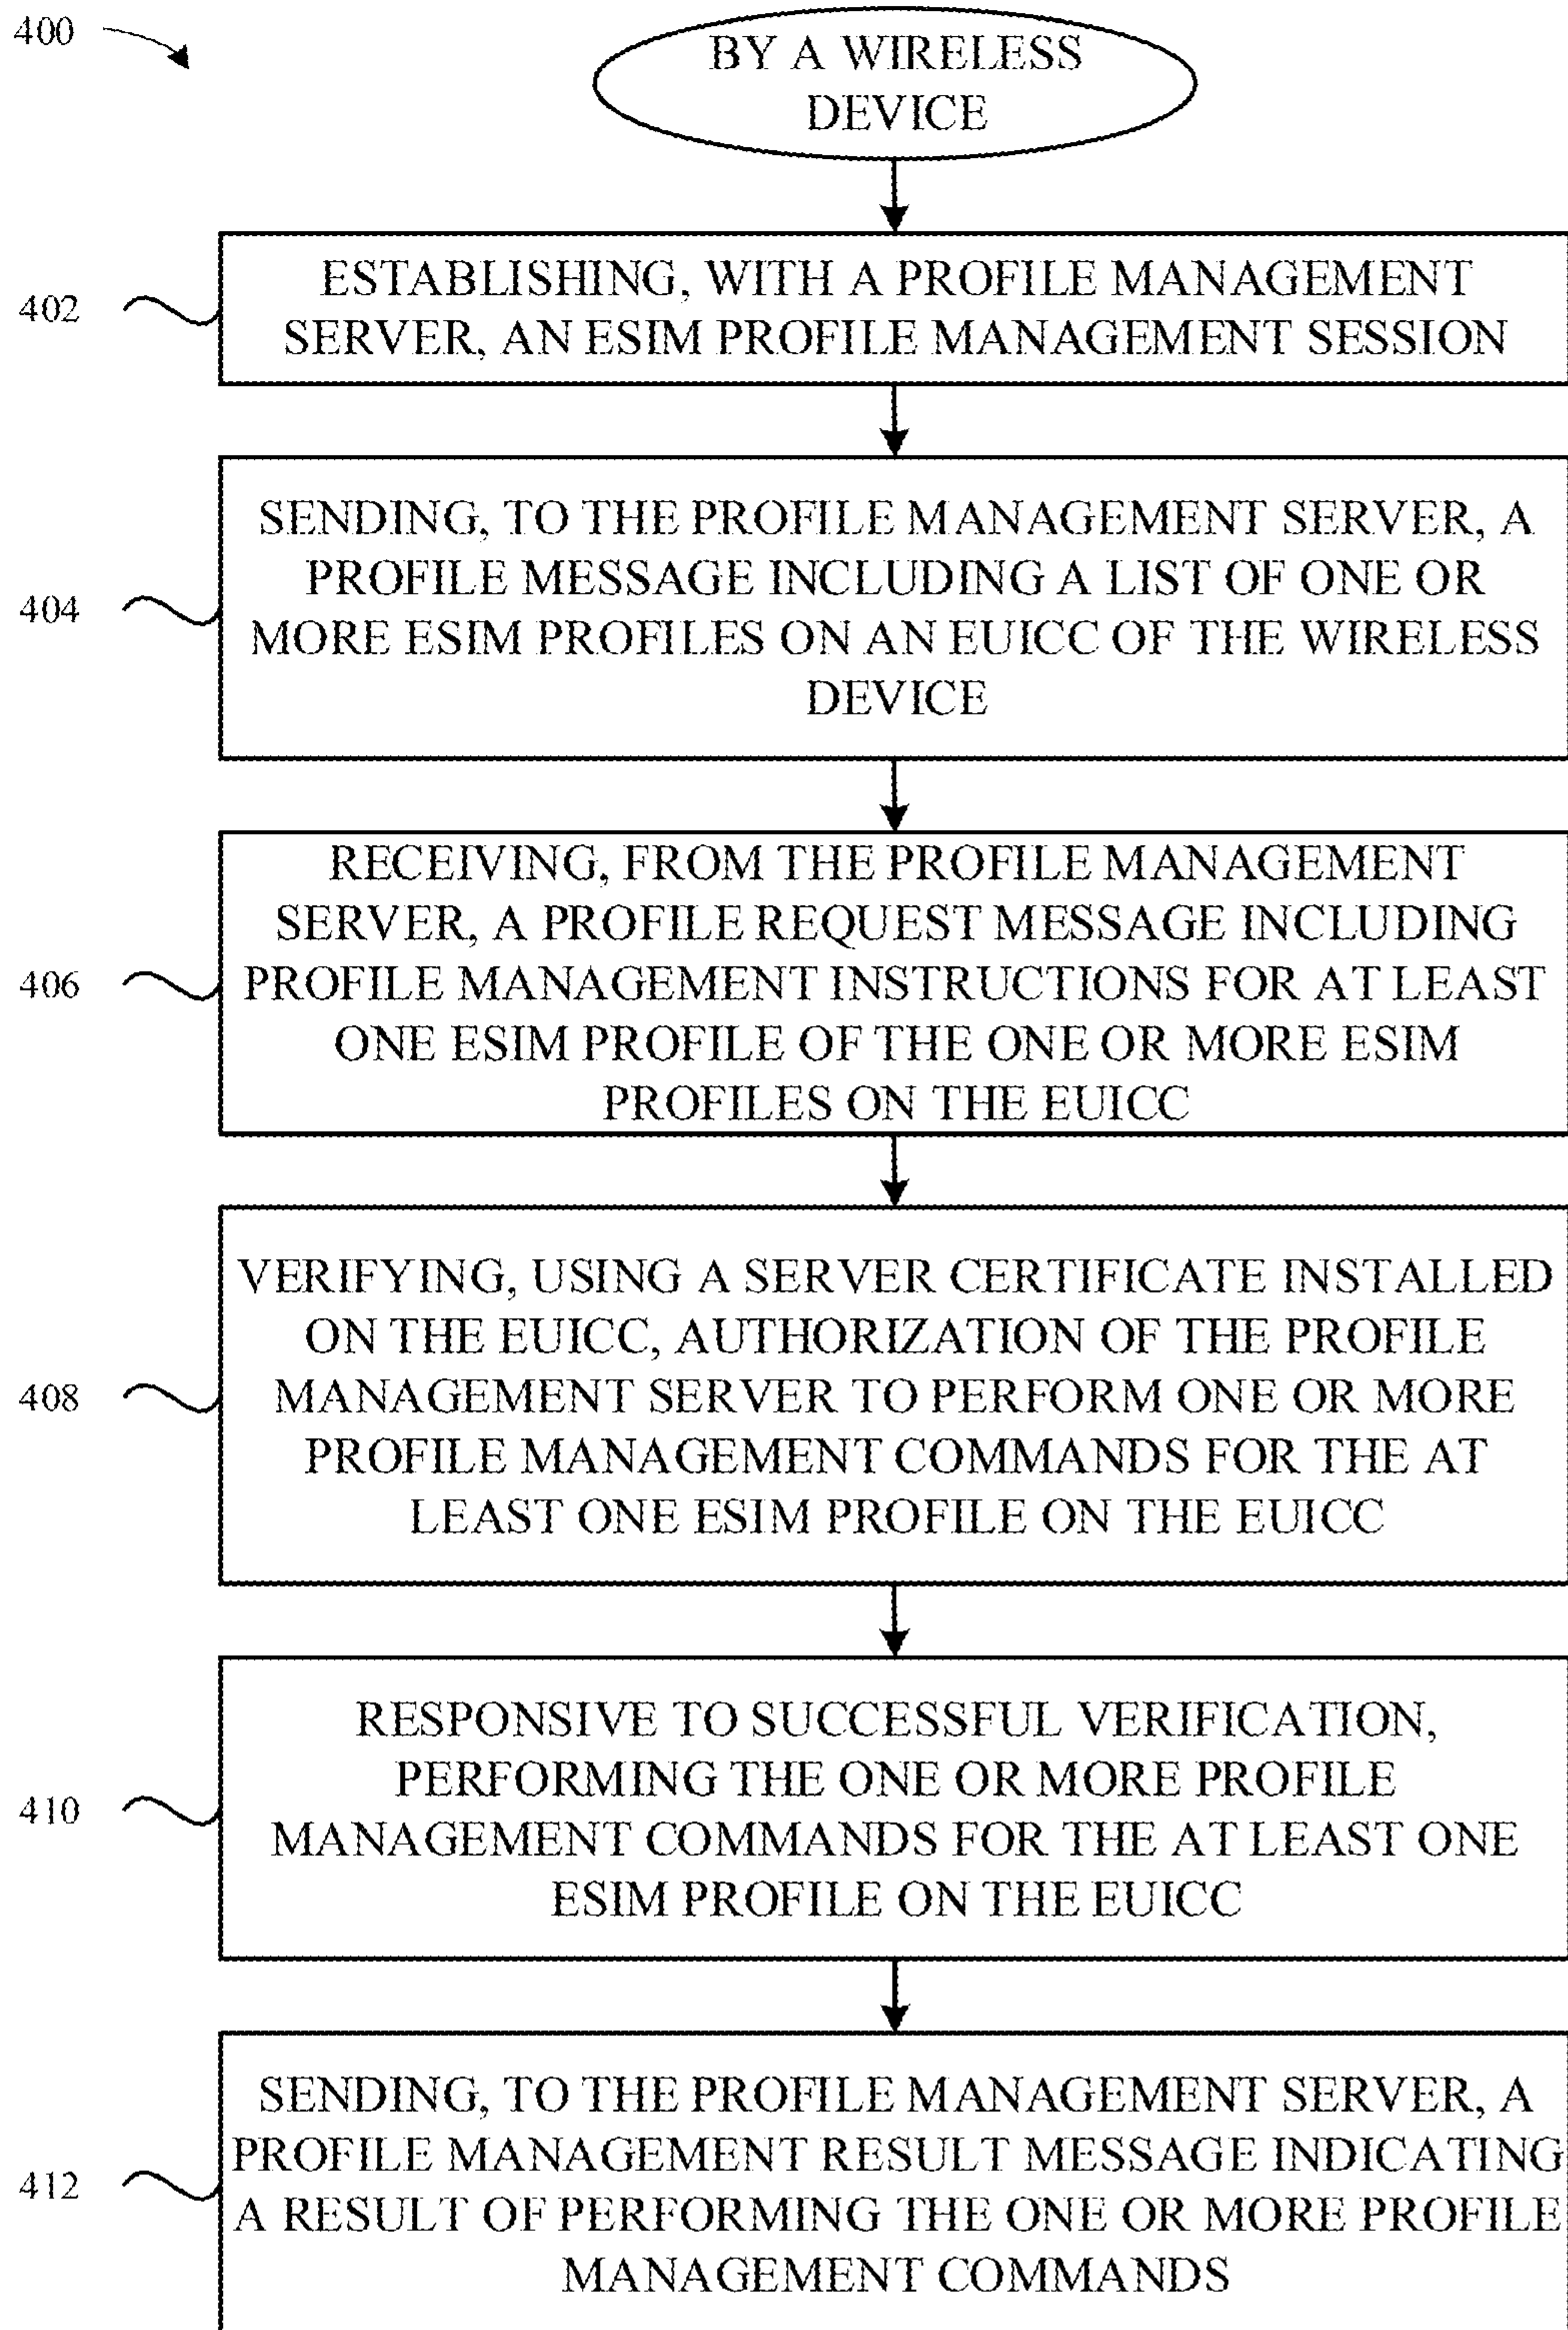 400
BY A WIRELESS
DEVICE
402
ESTABLISHING, WITH A PROFILE MANAGEMENT
SERVER, AN ESIM PROFILE MANAGEMENT SESSION
404
SENDING, TO THE PROFILE MANAGEMENT SERVER, A
PROFILE MESSAGE INCLUDING A LIST OF ONE OR
MORE ESIM PROFILES ON AN EUICC OF THE WIRELESS
DEVICE
406
RECEIVING, FROM THE PROFILE MANAGEMENT
SERVER, A PROFILE REQUEST MESSAGE INCLUDING
PROFILE MANAGEMENT INSTRUCTIONS FOR AT LEAST
ONE ESIM PROFILE OF THE ONE OR MORE ESIM
PROFILES ON THE EUICC
408
VERIFYING, USING A SERVER CERTIFICATE INSTALLED
ON THE EUICC, AUTHORIZATION OF THE PROFILE
MANAGEMENT SERVER TO PERFORM ONE OR MORE
PROFILE MANAGEMENT COMMANDS FOR THE AT
LEAST ONE ESIM PROFILE ON THE EUICC
410
RESPONSIVE TO SUCCESSFUL VERIFICATION,
PERFORMING THE ONE OR MORE PROFILE
MANAGEMENT COMMANDS FOR THE AT LEAST ONE
ESIM PROFILE ON THE EUICC
412
SENDING, TO THE PROFILE MANAGEMENT SERVER, A
PROFILE MANAGEMENT RESULT MESSAGE INDICATING
A RESULT OF PERFORMING THE ONE OR MORE PROFILE
MANAGEMENT COMMANDS